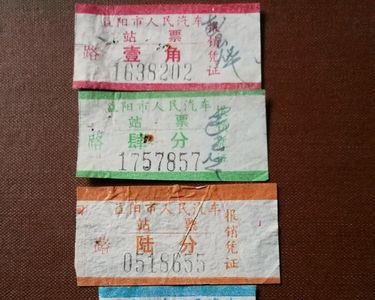 阳市人民汽车
站票
路 壹角
报销凭证
1638202
阳市人民汽车
站票
路 肆分
1757857
阳市人民汽车
站票
路 陆分
报销凭证
0518655